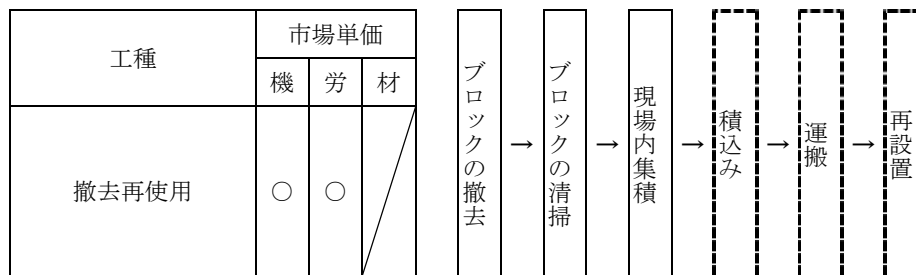 工種
市場単価
機
労
材
撤去再使用
○
○
ブロックの撤去
→
ブロックの清掃
→
現場内集積
→
積込み
→
運搬
→
再設置